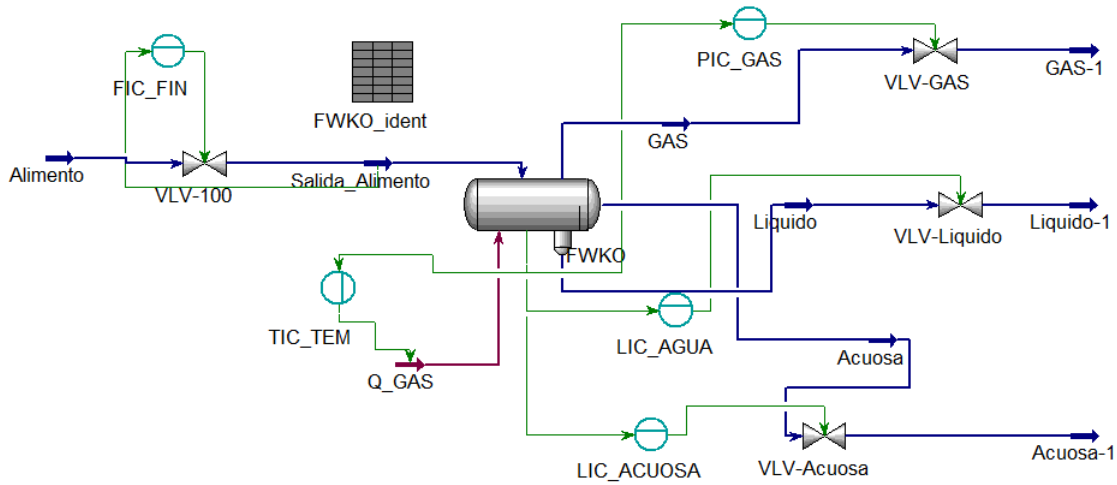 PIC_GAS
FIC_FIN
VLV-GAS
GAS-1
FWKO_ident
GAS
Alimento
VLV-100
Salida_Alimento
Liquido
VLV-Liquido
Liquido-1
FWKO
TIC_TEM
LIC_AGUA
Acuosa
Q_GAS
LIC_ACUOSA
VLV-Acuosa
Acuosa-1